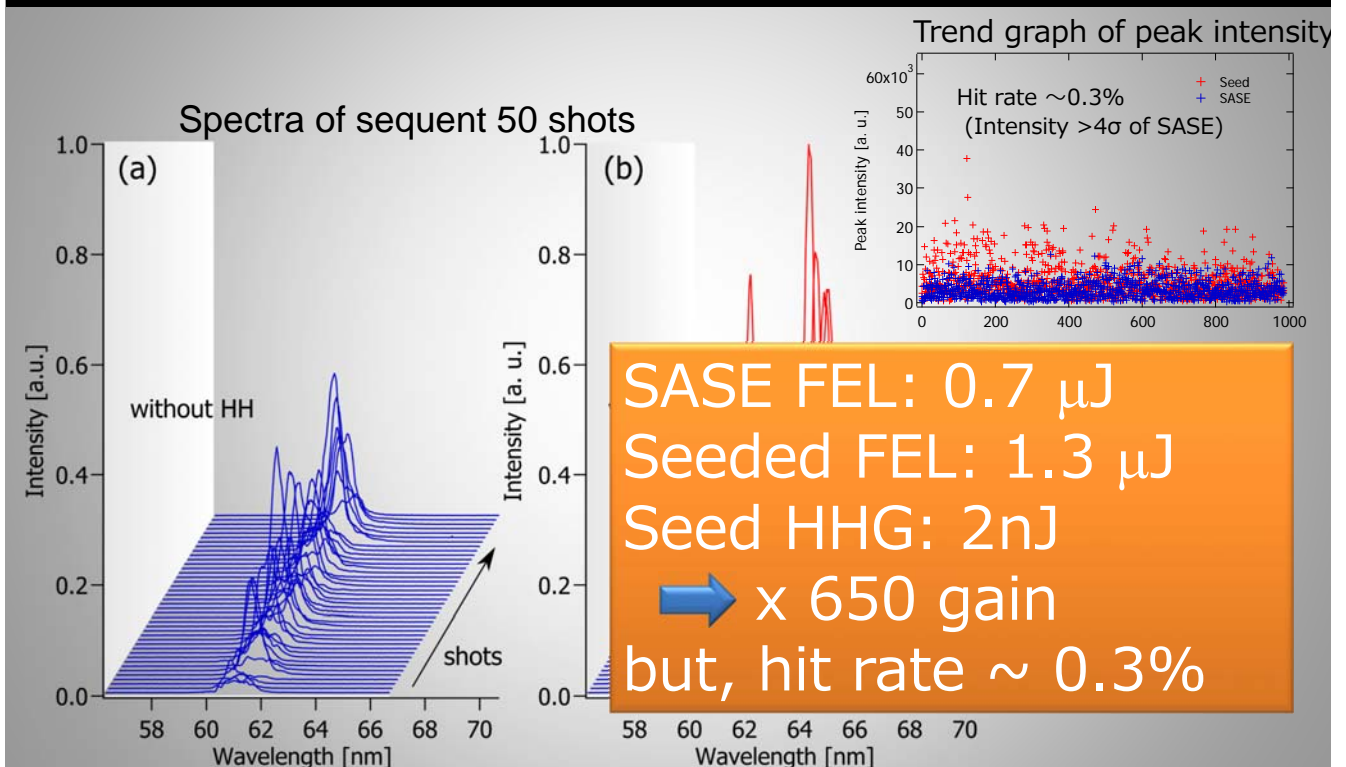 Trend graph of peak intensity
60x10³
50
40
30
20
10
0
Peak intensity [a. u.]
Hit rate ～0.3%
(Intensity >4σ of SASE)
+ Seed
+ SASE
0 200 400 600 800 1000
Spectra of sequent 50 shots
(a)
1.0
0.8
0.6
0.4
0.2
0.0
Intensity [a.u.]
without HH
shots
58 60 62 64 66 68 70
Wavelength [nm]
(b)
1.0
0.8
0.6
0.4
0.2
0.0
Intensity [a. u.]
58 60 62 64 66 68 70
Wavelength [nm]
SASE FEL: 0.7 μJ
Seeded FEL: 1.3 μJ
Seed HHG: 2nJ
x 650 gain
but, hit rate ~ 0.3%